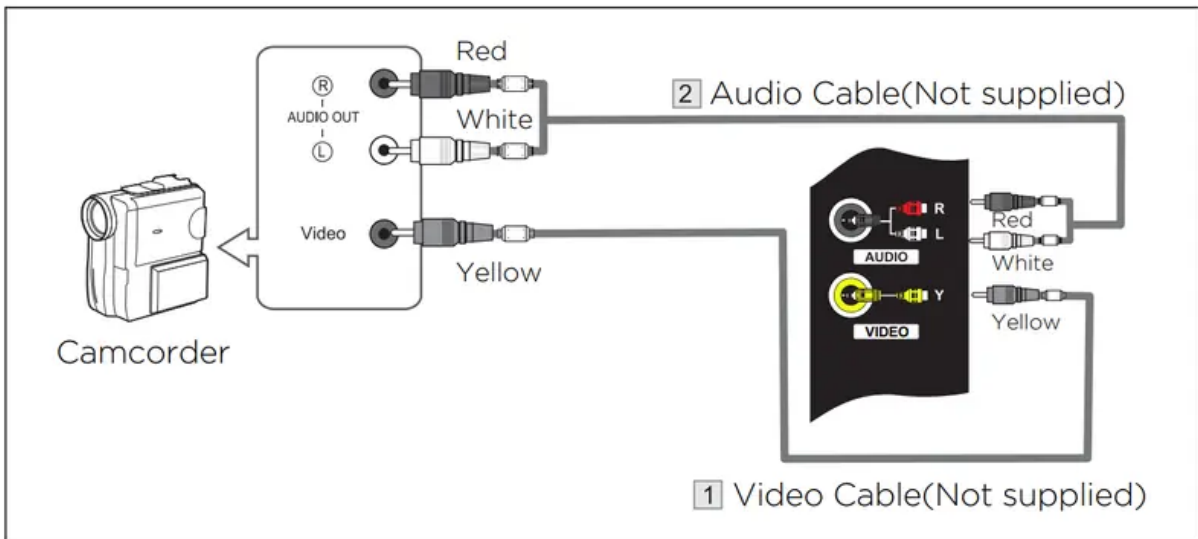 Red
2 Audio Cable(Not supplied)
R
AUDIO OUT
L
White
R
Red
L
AUDIO
White
Video
Yellow
Y
Yellow
VIDEO
Camcorder
1 Video Cable(Not supplied)